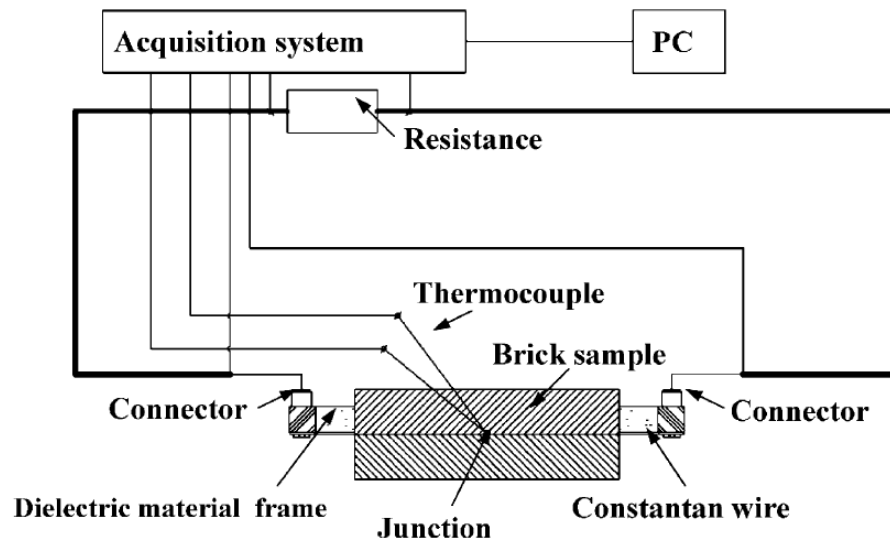 Acquisition system
PC
Resistance
Thermocouple
Brick sample
Connector
Connector
Dielectric material frame
Junction
Constantan wire